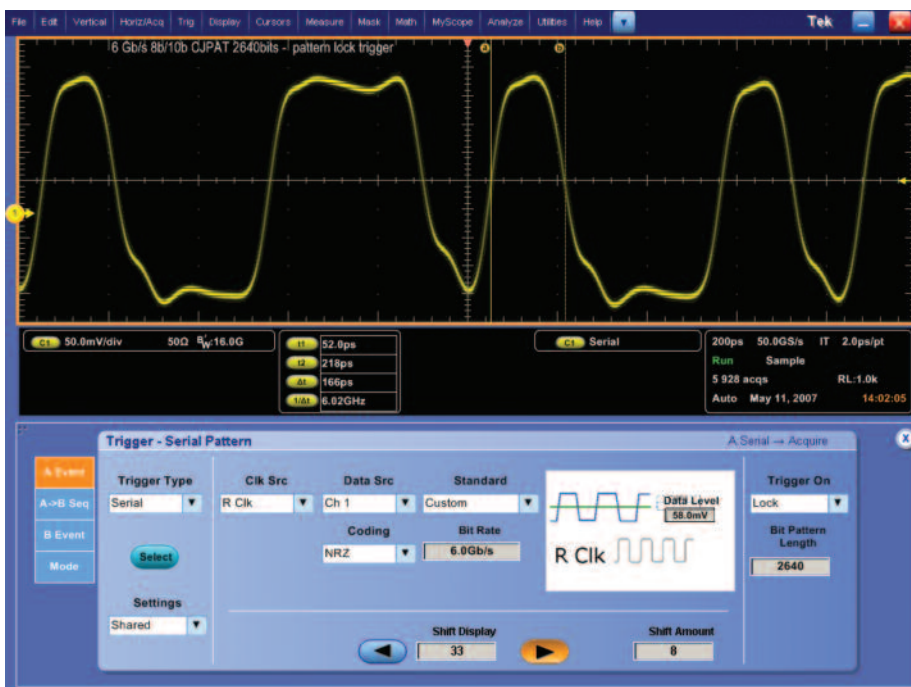 File Edit Vertical Horiz/Acq Trig Display Cursors Measure Mask Math MyScope Analyze Utilities Help Tek
6 Gb/s 8b/10b CJPAT 2640bits - pattern lock trigger
a b
1
C1 50.0mV/div 50Ω BW:16.0G
t1 52.0ps
t2 218ps
Δt 166ps
1/Δt 6.02GHz
C1 Serial
200ps 50.0GS/s IT 2.0ps/pt
Run Sample
5 928 acqs RL:1.0k
Auto May 11, 2007 14:02:05
Trigger - Serial Pattern A Serial → Acquire X
A Event
A->B Seq
B Event
Mode
Trigger Type
Serial
Select
Settings
Shared
Clk Src
R Clk
Data Src
Ch 1
Standard
Custom
Coding
NRZ
Bit Rate
6.0Gb/s
Data Level
58.0mV
R Clk
Trigger On
Lock
Bit Pattern
Length
2640
Shift Display
33
Shift Amount
8